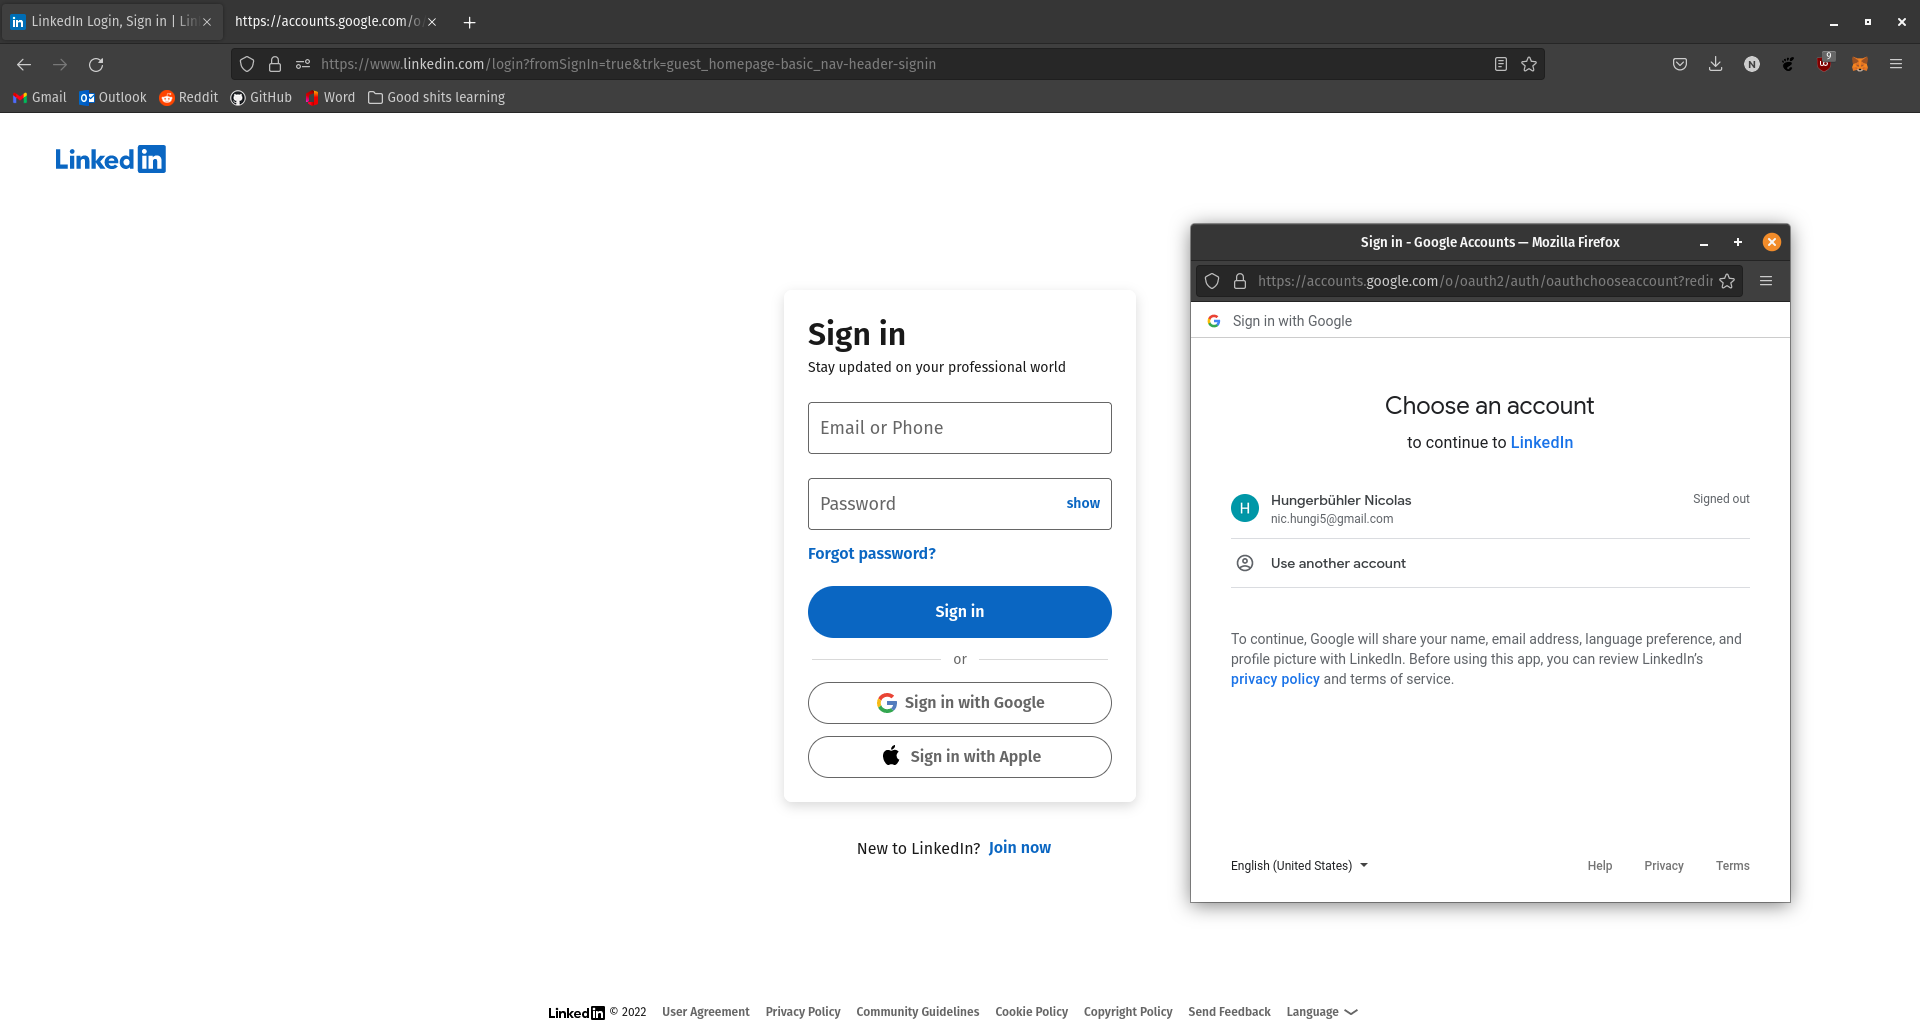 LinkedIn Login, Sign in | Lin
https://accounts.google.com/o
https://www.linkedin.com/login?fromSignIn=true&trk=guest_homepage-basic_nav-header-signin
N
9
Gmail
Outlook
Reddit
GitHub
Word
Good shits learning
Linked in
Sign in
Stay updated on your professional world
Email or Phone
Password show
Forgot password?
Sign in
or
Sign in with Google
Sign in with Apple
New to LinkedIn? Join now
Sign in - Google Accounts — Mozilla Firefox
https://accounts.google.com/o/oauth2/auth/oauthchooseaccount?redir
Sign in with Google
Choose an account
to continue to LinkedIn
H
Hungerbühler Nicolas
Signed out
nic.hungi5@gmail.com
Use another account
To continue, Google will share your name, email address, language preference, and
profile picture with LinkedIn. Before using this app, you can review LinkedIn's
privacy policy and terms of service.
English (United States)
Help Privacy Terms
Linked in © 2022 User Agreement Privacy Policy Community Guidelines Cookie Policy Copyright Policy Send Feedback Language